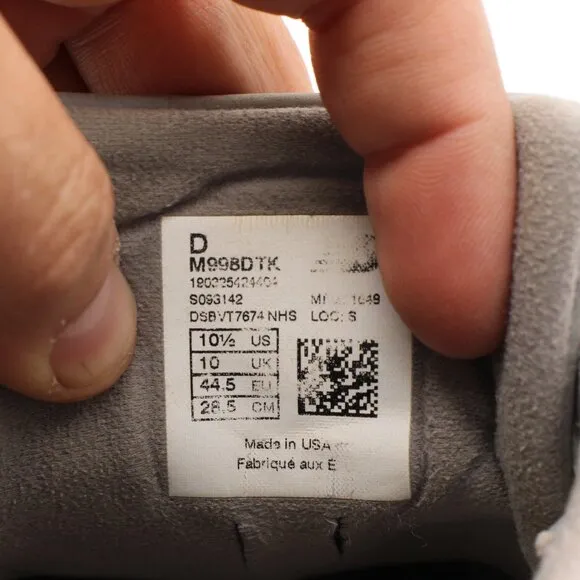 D
M998DTK
S093142
DSBVT7674 NHS LOC: S
10½ US
10 UK
44.5 EU
28.5 CM
Made in USA
Fabriqué aux E